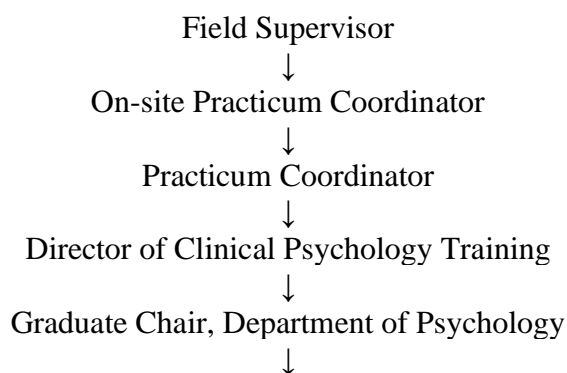 Field Supervisor
↓
On-site Practicum Coordinator
↓
Practicum Coordinator
↓
Director of Clinical Psychology Training
↓
Graduate Chair, Department of Psychology
↓